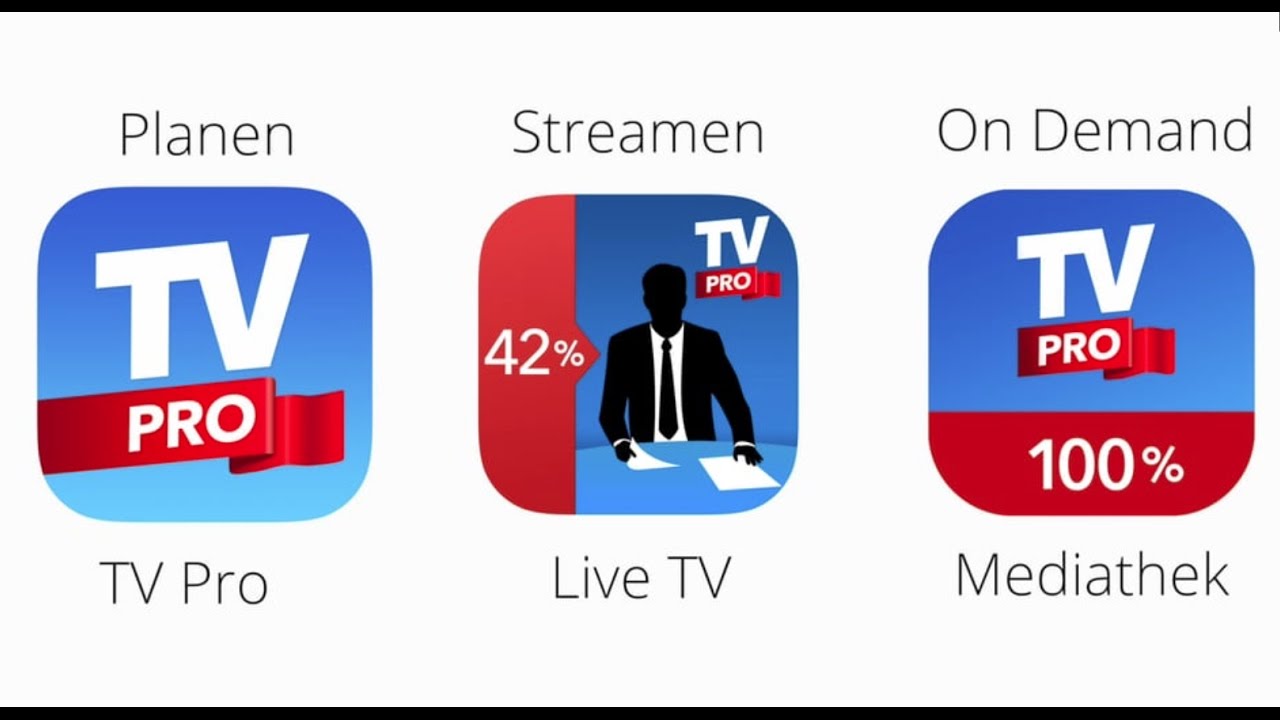 Planen
TV
PRO
TV Pro
Streamen
TV
PRO
42%
Live TV
On Demand
TV
PRO
100%
Mediathek